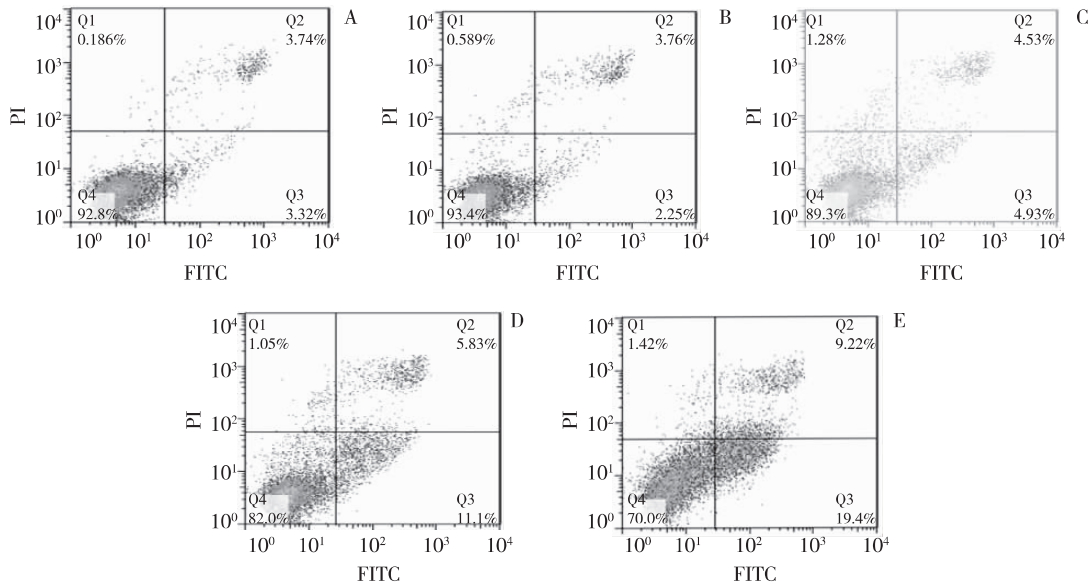 A
PI
10⁴
10³
10²
10¹
10⁰
Q1
0.186%
Q2
3.74%
Q4
92.8%
Q3
3.32%
10⁰ 10¹ 10² 10³ 10⁴
FITC
B
PI
10⁴
10³
10²
10¹
10⁰
Q1
0.589%
Q2
3.76%
Q4
93.4%
Q3
2.25%
10⁰ 10¹ 10² 10³ 10⁴
FITC
C
PI
10⁴
10³
10²
10¹
10⁰
Q1
1.28%
Q2
4.53%
Q4
89.3%
Q3
4.93%
10⁰ 10¹ 10² 10³ 10⁴
FITC
D
PI
10⁴
10³
10²
10¹
10⁰
Q1
1.05%
Q2
5.83%
Q4
82.0%
Q3
11.1%
10⁰ 10¹ 10² 10³ 10⁴
FITC
E
PI
10⁴
10³
10²
10¹
10⁰
Q1
1.42%
Q2
9.22%
Q4
70.0%
Q3
19.4%
10⁰ 10¹ 10² 10³ 10⁴
FITC